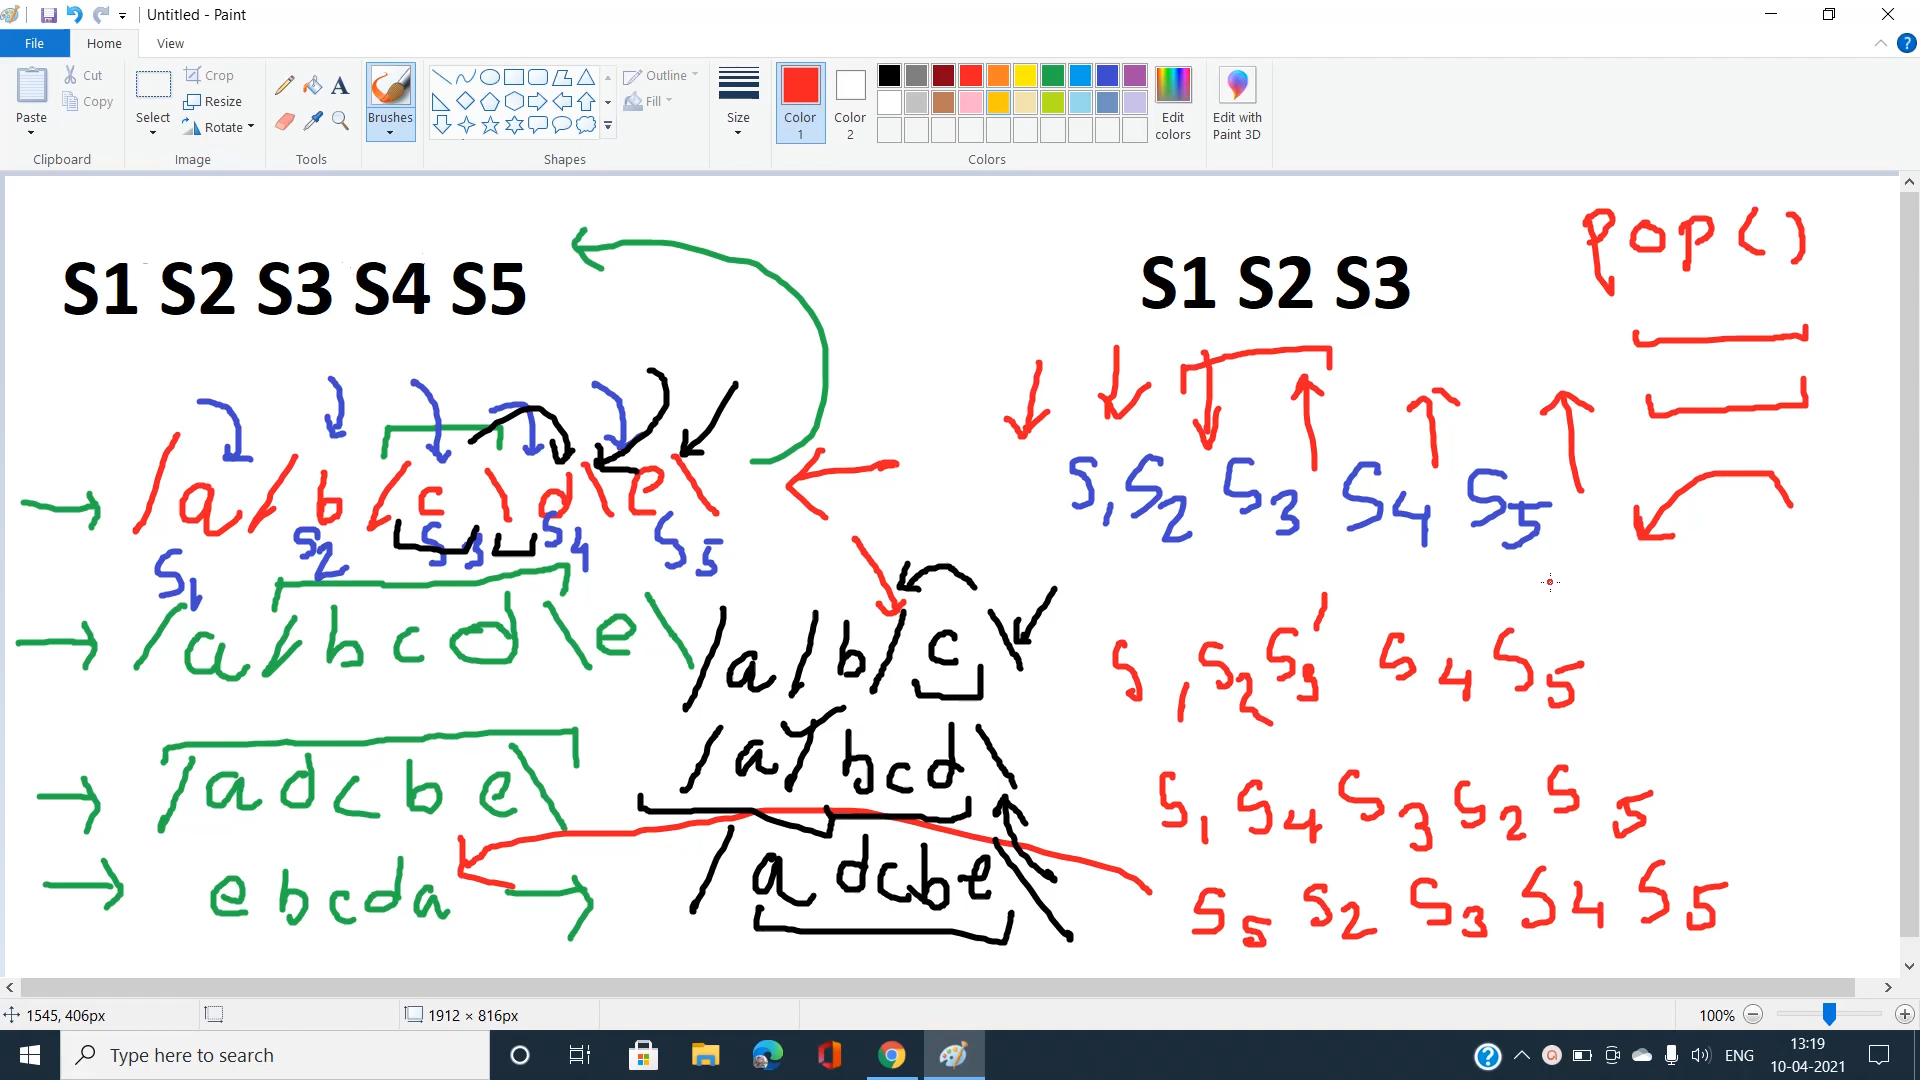 Untitled - Paint
File Home View
Paste
Cut
Copy
Clipboard
Select
Crop
Resize
Rotate
Image
Tools
Brushes
Shapes
Outline
Fill
Size
Color 1
Color 2
Colors
Edit colors
Edit with Paint 3D
pop()
S1 S2 S3 S4 S5
S1 S2 S3
/a/b/c\d\e\
S1 S2 S3 S4 S5
S1 S2 S3 S4 S5
/a/bcd\e\
/a/b/c\
S1 S2 S3' S4 S5
/adcbe\
/a/bcd\
S1 S4 S3 S2 S5
ebcda
/adcbe\
S5 S2 S3 S4 S5
1545, 406px
1912 × 816px
100%
Type here to search
ENG
13:19
10-04-2021